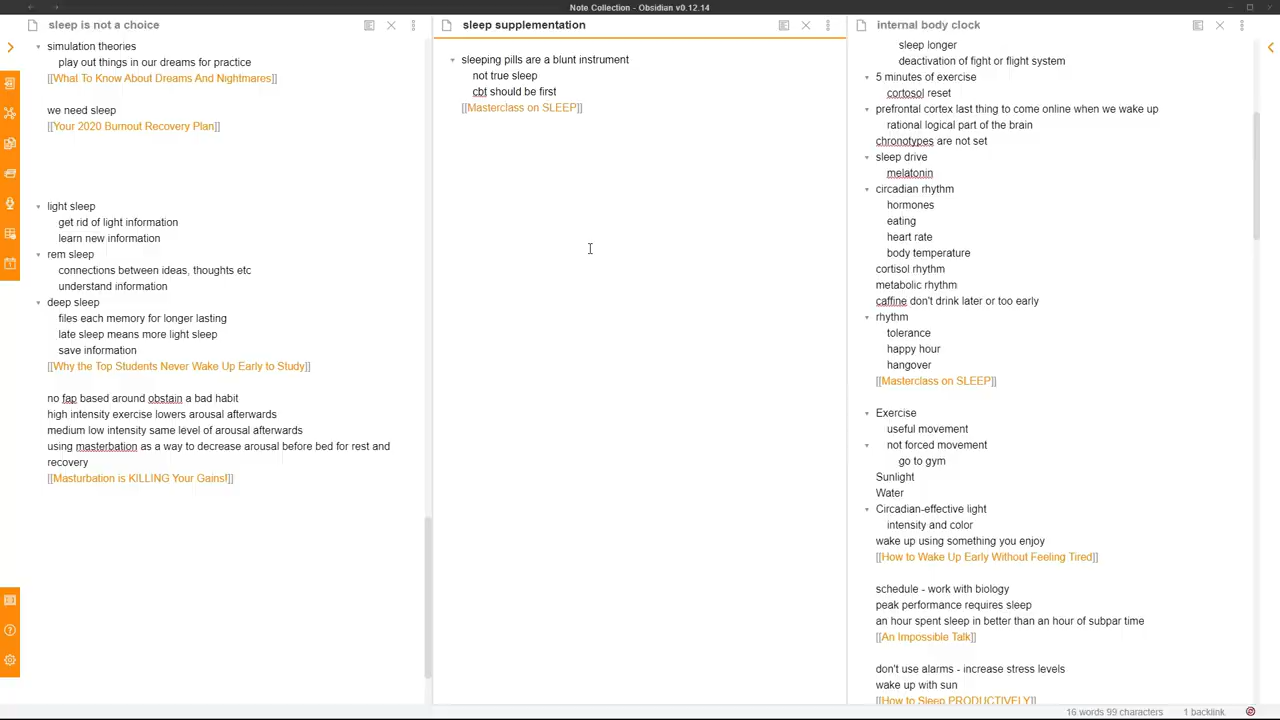 Note Collection - Obsidian v0.12.14
sleep is not a choice
simulation theories
play out things in our dreams for practice
[[What To Know About Dreams And Nightmares]]
we need sleep
[[Your 2020 Burnout Recovery Plan]]
light sleep
get rid of light information
learn new information
rem sleep
connections between ideas, thoughts etc
understand information
deep sleep
files each memory for longer lasting
late sleep means more light sleep
save information
[[Why the Top Students Never Wake Up Early to Study]]
no fap based around obstain a bad habit
high intensity exercise lowers arousal afterwards
medium low intensity same level of arousal afterwards
using masterbation as a way to decrease arousal before bed for rest and
recovery
[[Masturbation is KILLING Your Gains!]]
sleep supplementation
sleeping pills are a blunt instrument
not true sleep
cbt should be first
[[Masterclass on SLEEP]]
internal body clock
sleep longer
deactivation of fight or flight system
5 minutes of exercise
cortosol reset
prefrontal cortex last thing to come online when we wake up
rational logical part of the brain
chronotypes are not set
sleep drive
melatonin
circadian rhythm
hormones
eating
heart rate
body temperature
cortisol rhythm
metabolic rhythm
caffine don't drink later or too early
rhythm
tolerance
happy hour
hangover
[[Masterclass on SLEEP]]
Exercise
useful movement
not forced movement
go to gym
Sunlight
Water
Circadian-effective light
intensity and color
wake up using something you enjoy
[[How to Wake Up Early Without Feeling Tired]]
schedule - work with biology
peak performance requires sleep
an hour spent sleep in better than an hour of subpar time
[[An Impossible Talk]]
don't use alarms - increase stress levels
wake up with sun
[[How to Sleep PRODUCTIVELY]]
16 words 99 characters
1 backlink